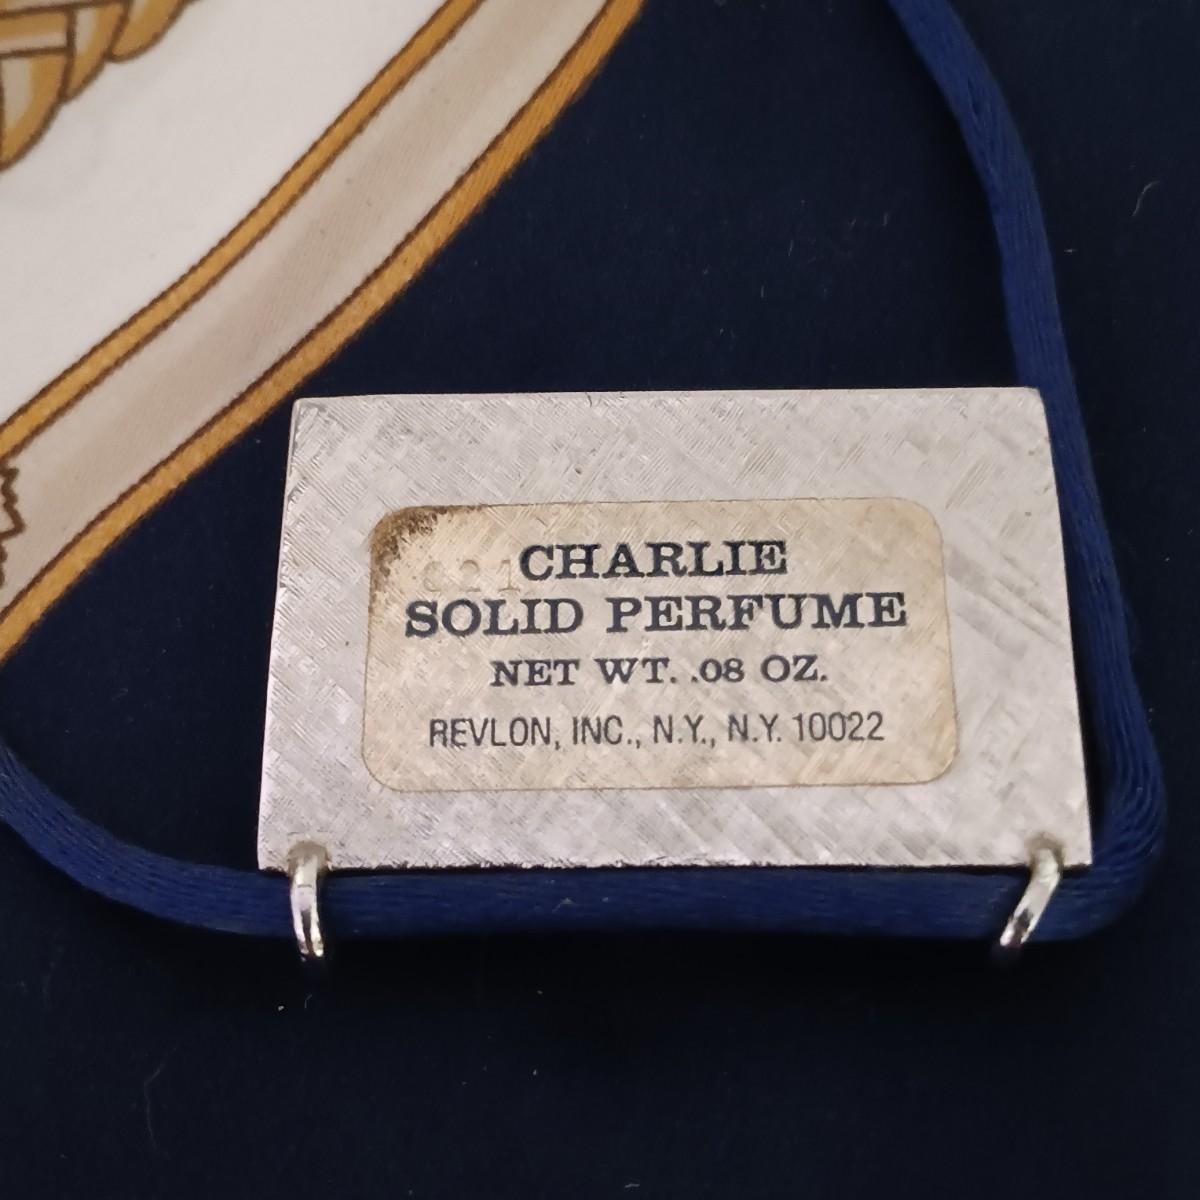 CHARLIE
SOLID PERFUME
NET WT. .08 OZ.
REVLON, INC., N.Y., N.Y. 10022